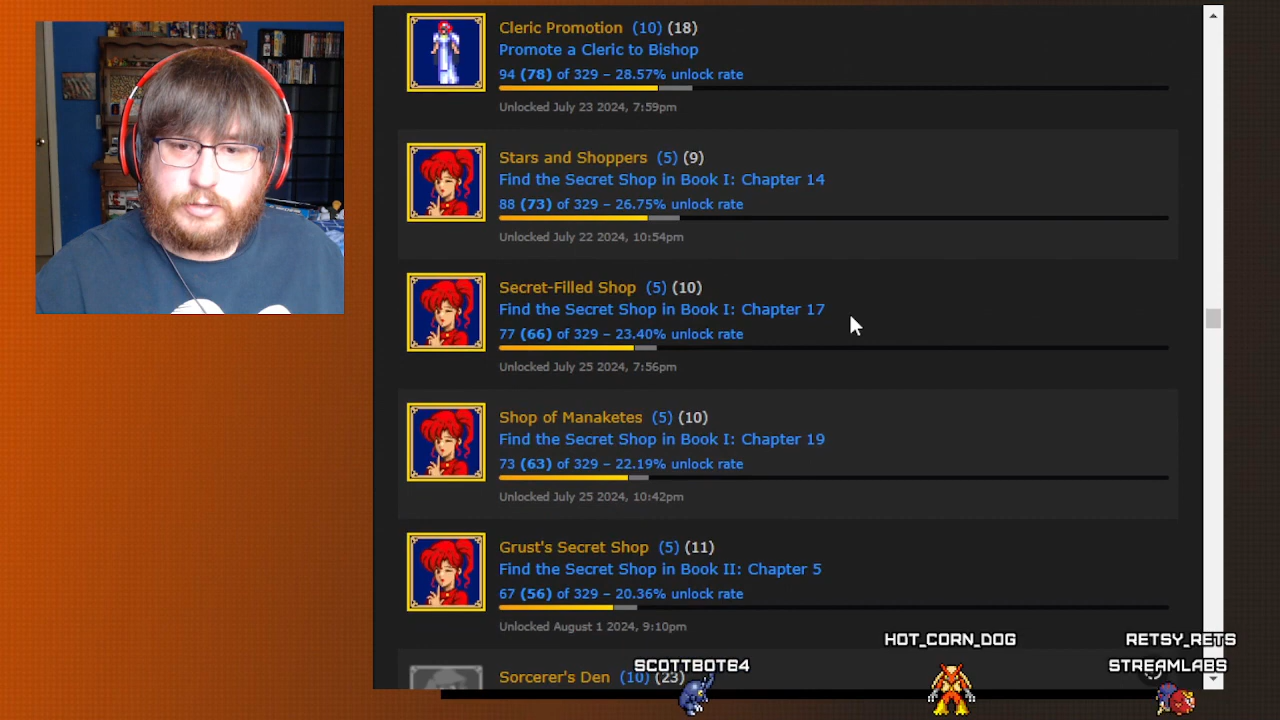 Cleric Promotion (10) (18)
Promote a Cleric to Bishop
94 (78) of 329 – 28.57% unlock rate
Unlocked July 23 2024, 7:59pm
Stars and Shoppers (5) (9)
Find the Secret Shop in Book I: Chapter 14
88 (73) of 329 – 26.75% unlock rate
Unlocked July 22 2024, 10:54pm
Secret-Filled Shop (5) (10)
Find the Secret Shop in Book I: Chapter 17
77 (66) of 329 – 23.40% unlock rate
Unlocked July 25 2024, 7:56pm
Shop of Manaketes (5) (10)
Find the Secret Shop in Book I: Chapter 19
73 (63) of 329 – 22.19% unlock rate
Unlocked July 25 2024, 10:42pm
Grust's Secret Shop (5) (11)
Find the Secret Shop in Book II: Chapter 5
67 (56) of 329 – 20.36% unlock rate
Unlocked August 1 2024, 9:10pm
Sorcerer's Den (10) (23)
SCOTTBOT64
HOT_CORN_DOG
RETSY_RETS
STREAMLABS